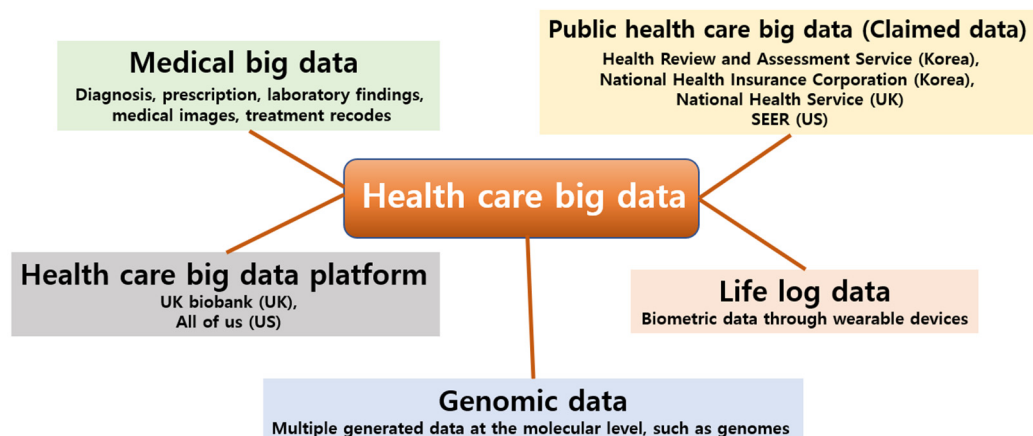 Medical big data
Diagnosis, prescription, laboratory findings,
medical images, treatment recodes
Public health care big data (Claimed data)
Health Review and Assessment Service (Korea),
National Health Insurance Corporation (Korea),
National Health Service (UK)
SEER (US)
Health care big data
Health care big data platform
UK biobank (UK),
All of us (US)
Life log data
Biometric data through wearable devices
Genomic data
Multiple generated data at the molecular level, such as genomes